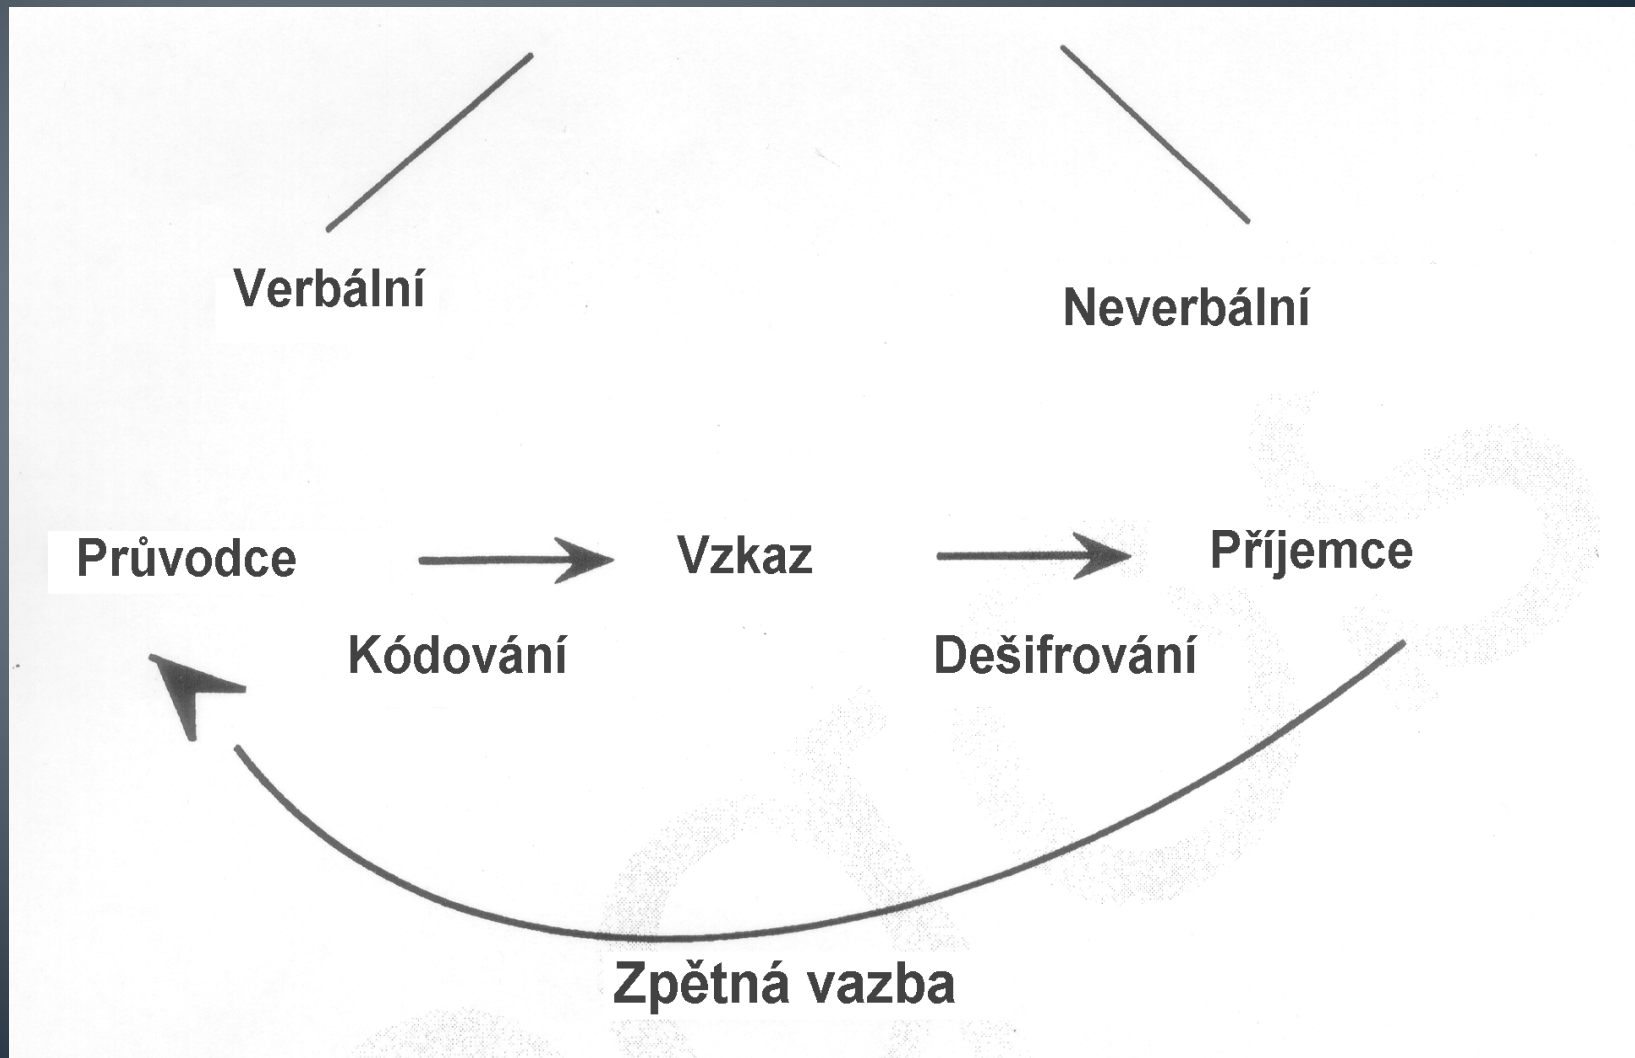 Verbální
Neverbální
Průvodce
Vzkaz
Příjemce
Kódování
Dešifrování
Zpětná vazba